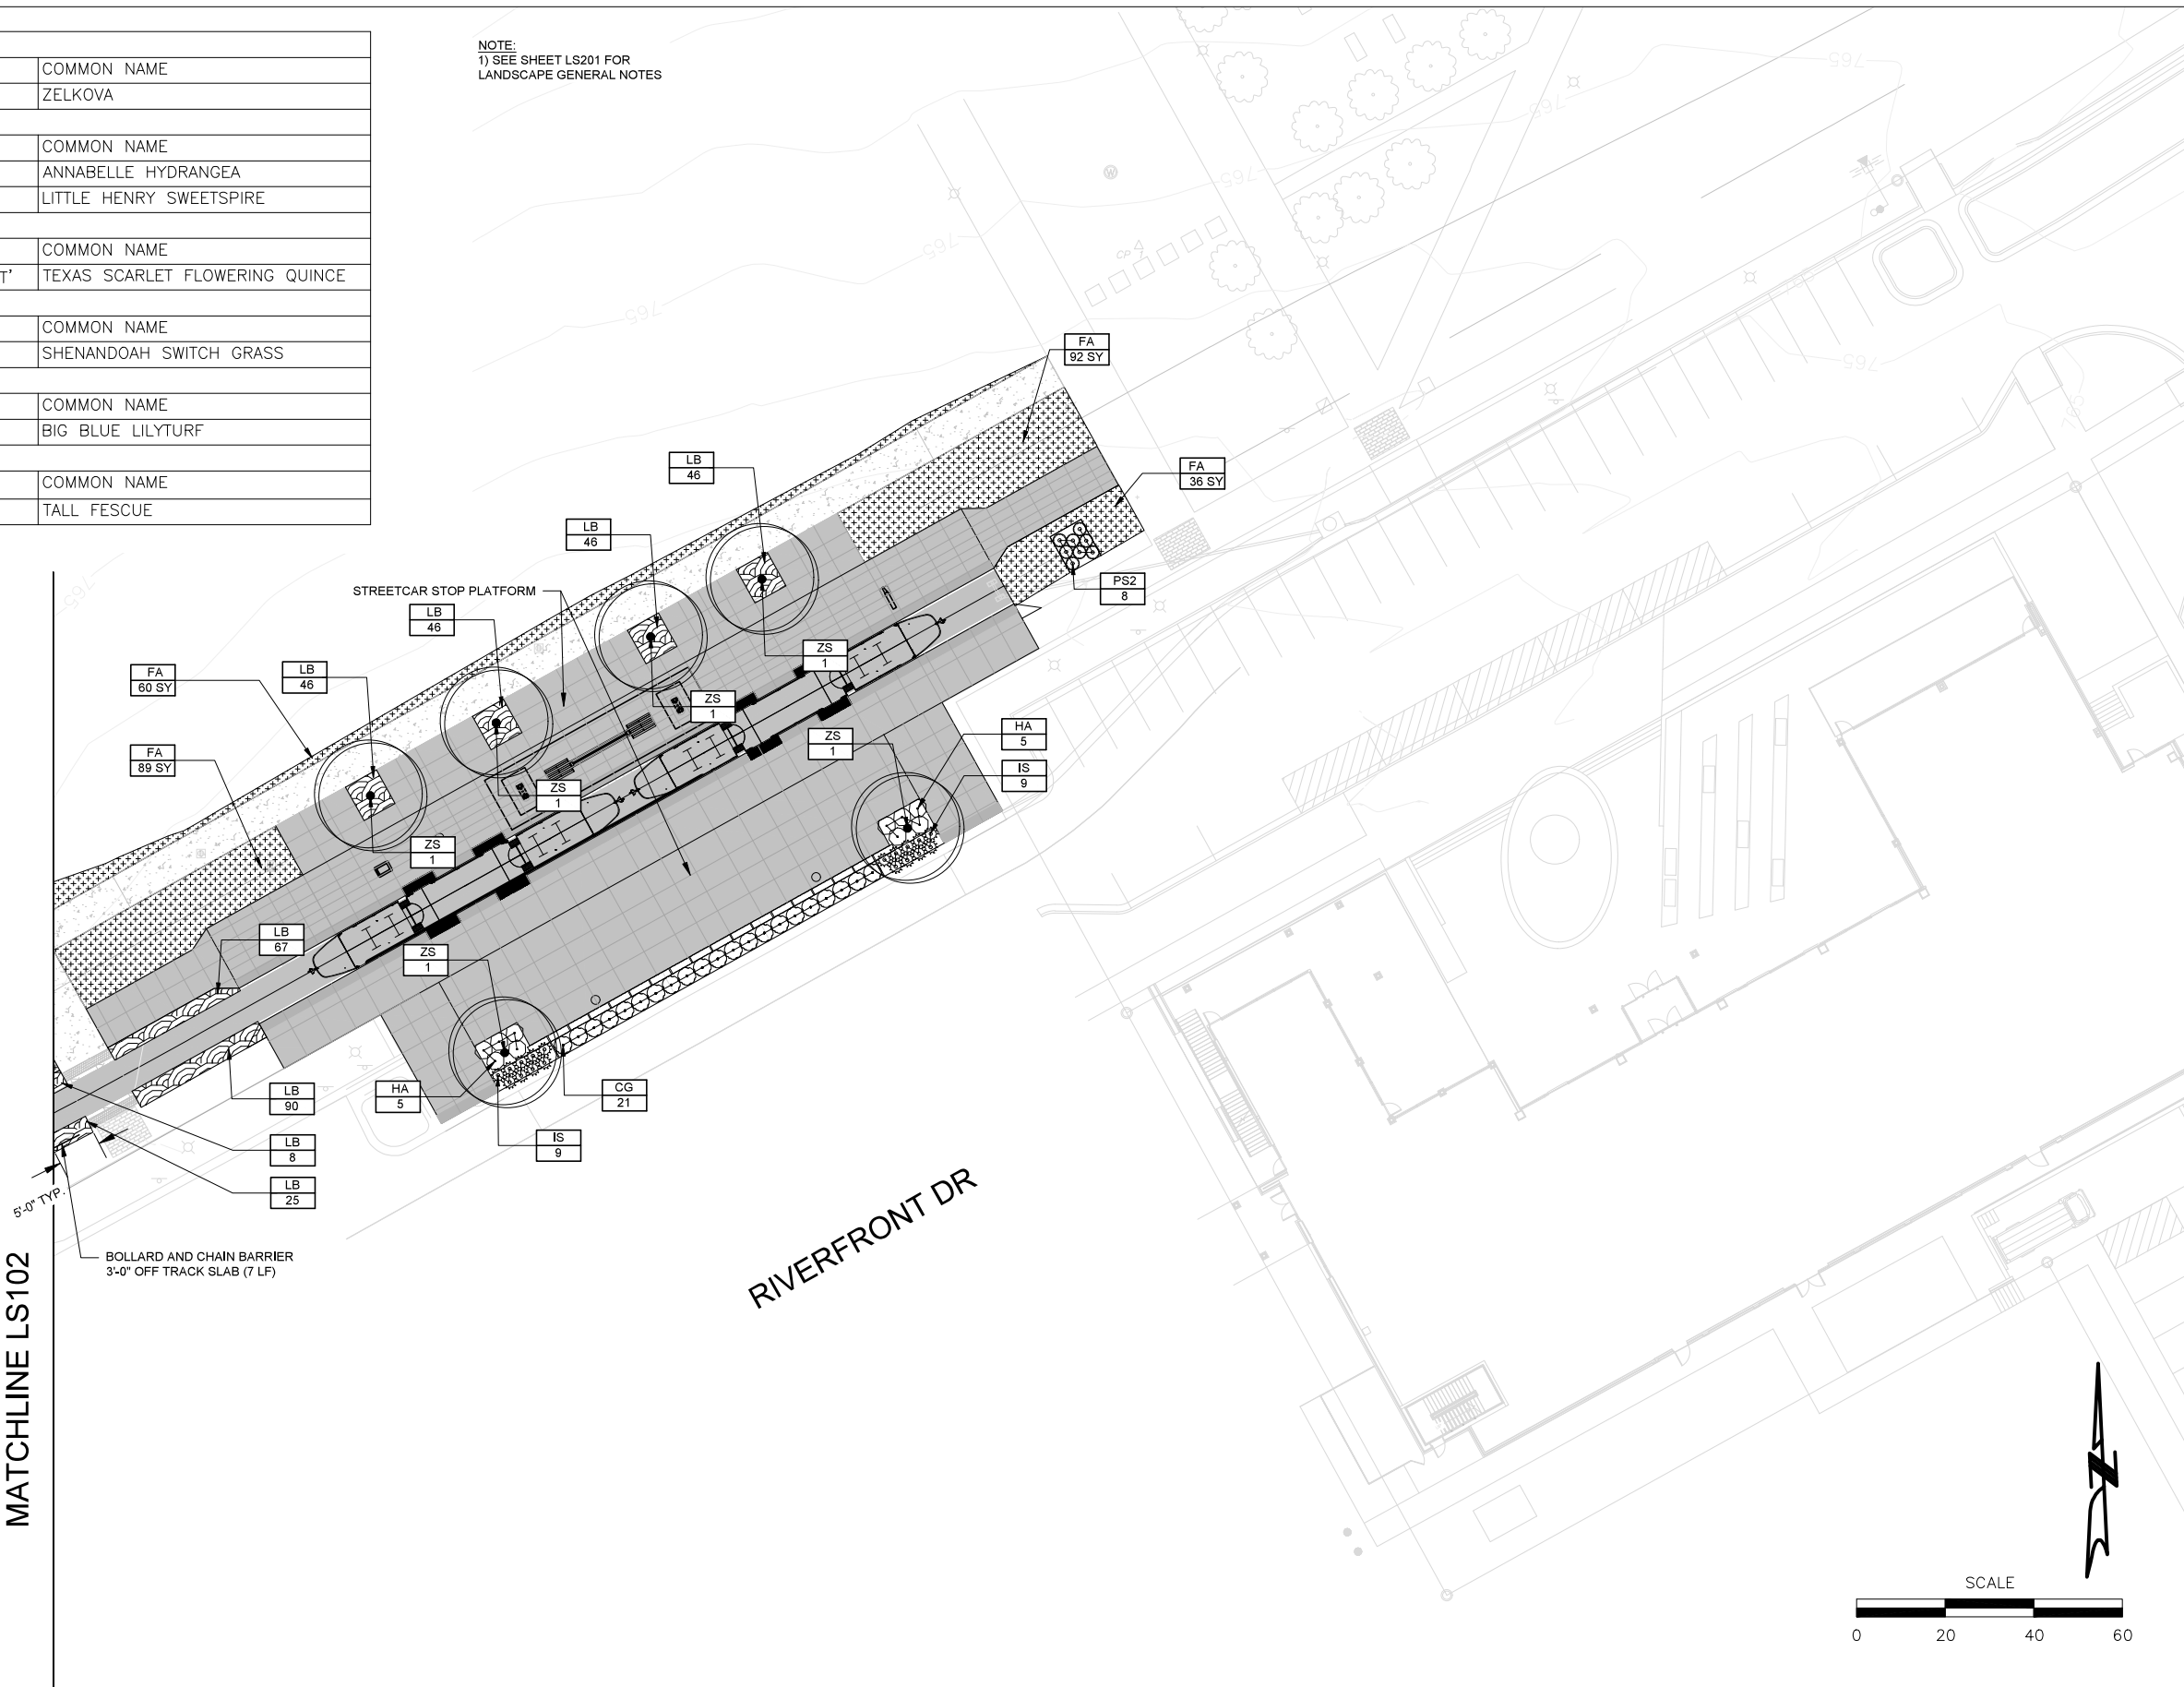 COMMON NAME
ZELKOVA
COMMON NAME
ANNABELLE HYDRANGEA
LITTLE HENRY SWEETSPIRE
COMMON NAME
T' TEXAS SCARLET FLOWERING QUINCE
COMMON NAME
SHENANDOAH SWITCH GRASS
COMMON NAME
BIG BLUE LILYTURF
COMMON NAME
TALL FESCUE
NOTE:
1) SEE SHEET LS201 FOR
LANDSCAPE GENERAL NOTES
765
765
765
765
765
765
765
765
W
CP
FA
92 SY
FA
36 SY
LB
46
LB
46
STREETCAR STOP PLATFORM
LB
46
LB
46
PS2
8
FA
60 SY
FA
89 SY
ZS
1
ZS
1
ZS
1
ZS
1
ZS
1
ZS
1
HA
5
IS
9
LB
67
LB
90
LB
8
LB
25
HA
5
IS
9
CG
21
5'-0" TYP.
BOLLARD AND CHAIN BARRIER
3'-0" OFF TRACK SLAB (7 LF)
MATCHLINE LS102
RIVERFRONT DR
N
SCALE
0 20 40 60